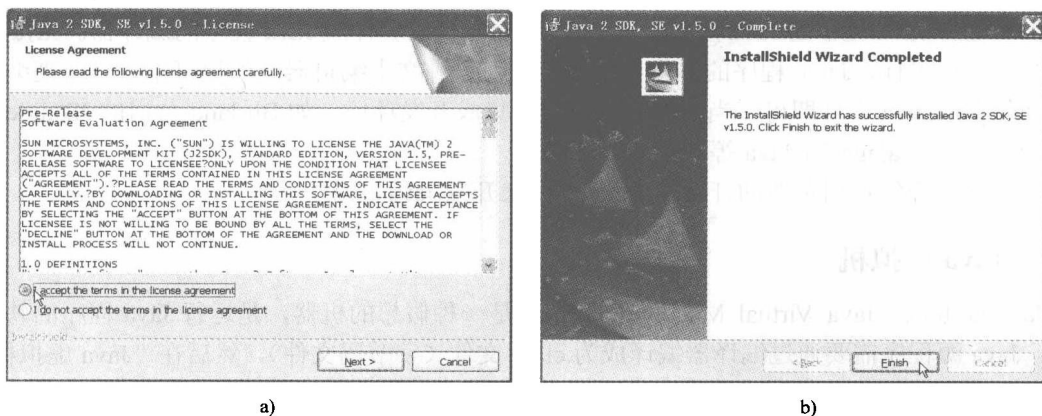 Java 2 SDK, SE v1.5.0 - License
License Agreement
Please read the following license agreement carefully.
Pre-Release
Software Evaluation Agreement
SUN MICROSYSTEMS, INC. ("SUN") IS WILLING TO LICENSE THE JAVA(TM) 2
SOFTWARE DEVELOPMENT KIT (J2SDK), STANDARD EDITION, VERSION 1.5, PRE-
RELEASE SOFTWARE TO LICENSEE?ONLY UPON THE CONDITION THAT LICENSEE
ACCEPTS ALL OF THE TERMS CONTAINED IN THIS LICENSE AGREEMENT
("AGREEMENT").?PLEASE READ THE TERMS AND CONDITIONS OF THIS AGREEMENT
CAREFULLY.?BY DOWNLOADING OR INSTALLING THIS SOFTWARE, LICENSEE ACCEPTS
THE TERMS AND CONDITIONS OF THIS LICENSE AGREEMENT. INDICATE ACCEPTANCE
BY SELECTING THE "ACCEPT" BUTTON AT THE BOTTOM OF THIS AGREEMENT. IF
LICENSEE IS NOT WILLING TO BE BOUND BY ALL THE TERMS, SELECT THE
"DECLINE" BUTTON AT THE BOTTOM OF THE AGREEMENT AND THE DOWNLOAD OR
INSTALL PROCESS WILL NOT CONTINUE.
1.0 DEFINITIONS
I accept the terms in the license agreement
I do not accept the terms in the license agreement
InstallShield
Next >
Cancel
a)
Java 2 SDK, SE v1.5.0 - Complete
InstallShield Wizard Completed
The InstallShield Wizard has successfully installed Java 2 SDK, SE
v1.5.0. Click Finish to exit the wizard.
< Back
Finish
Cancel
b)